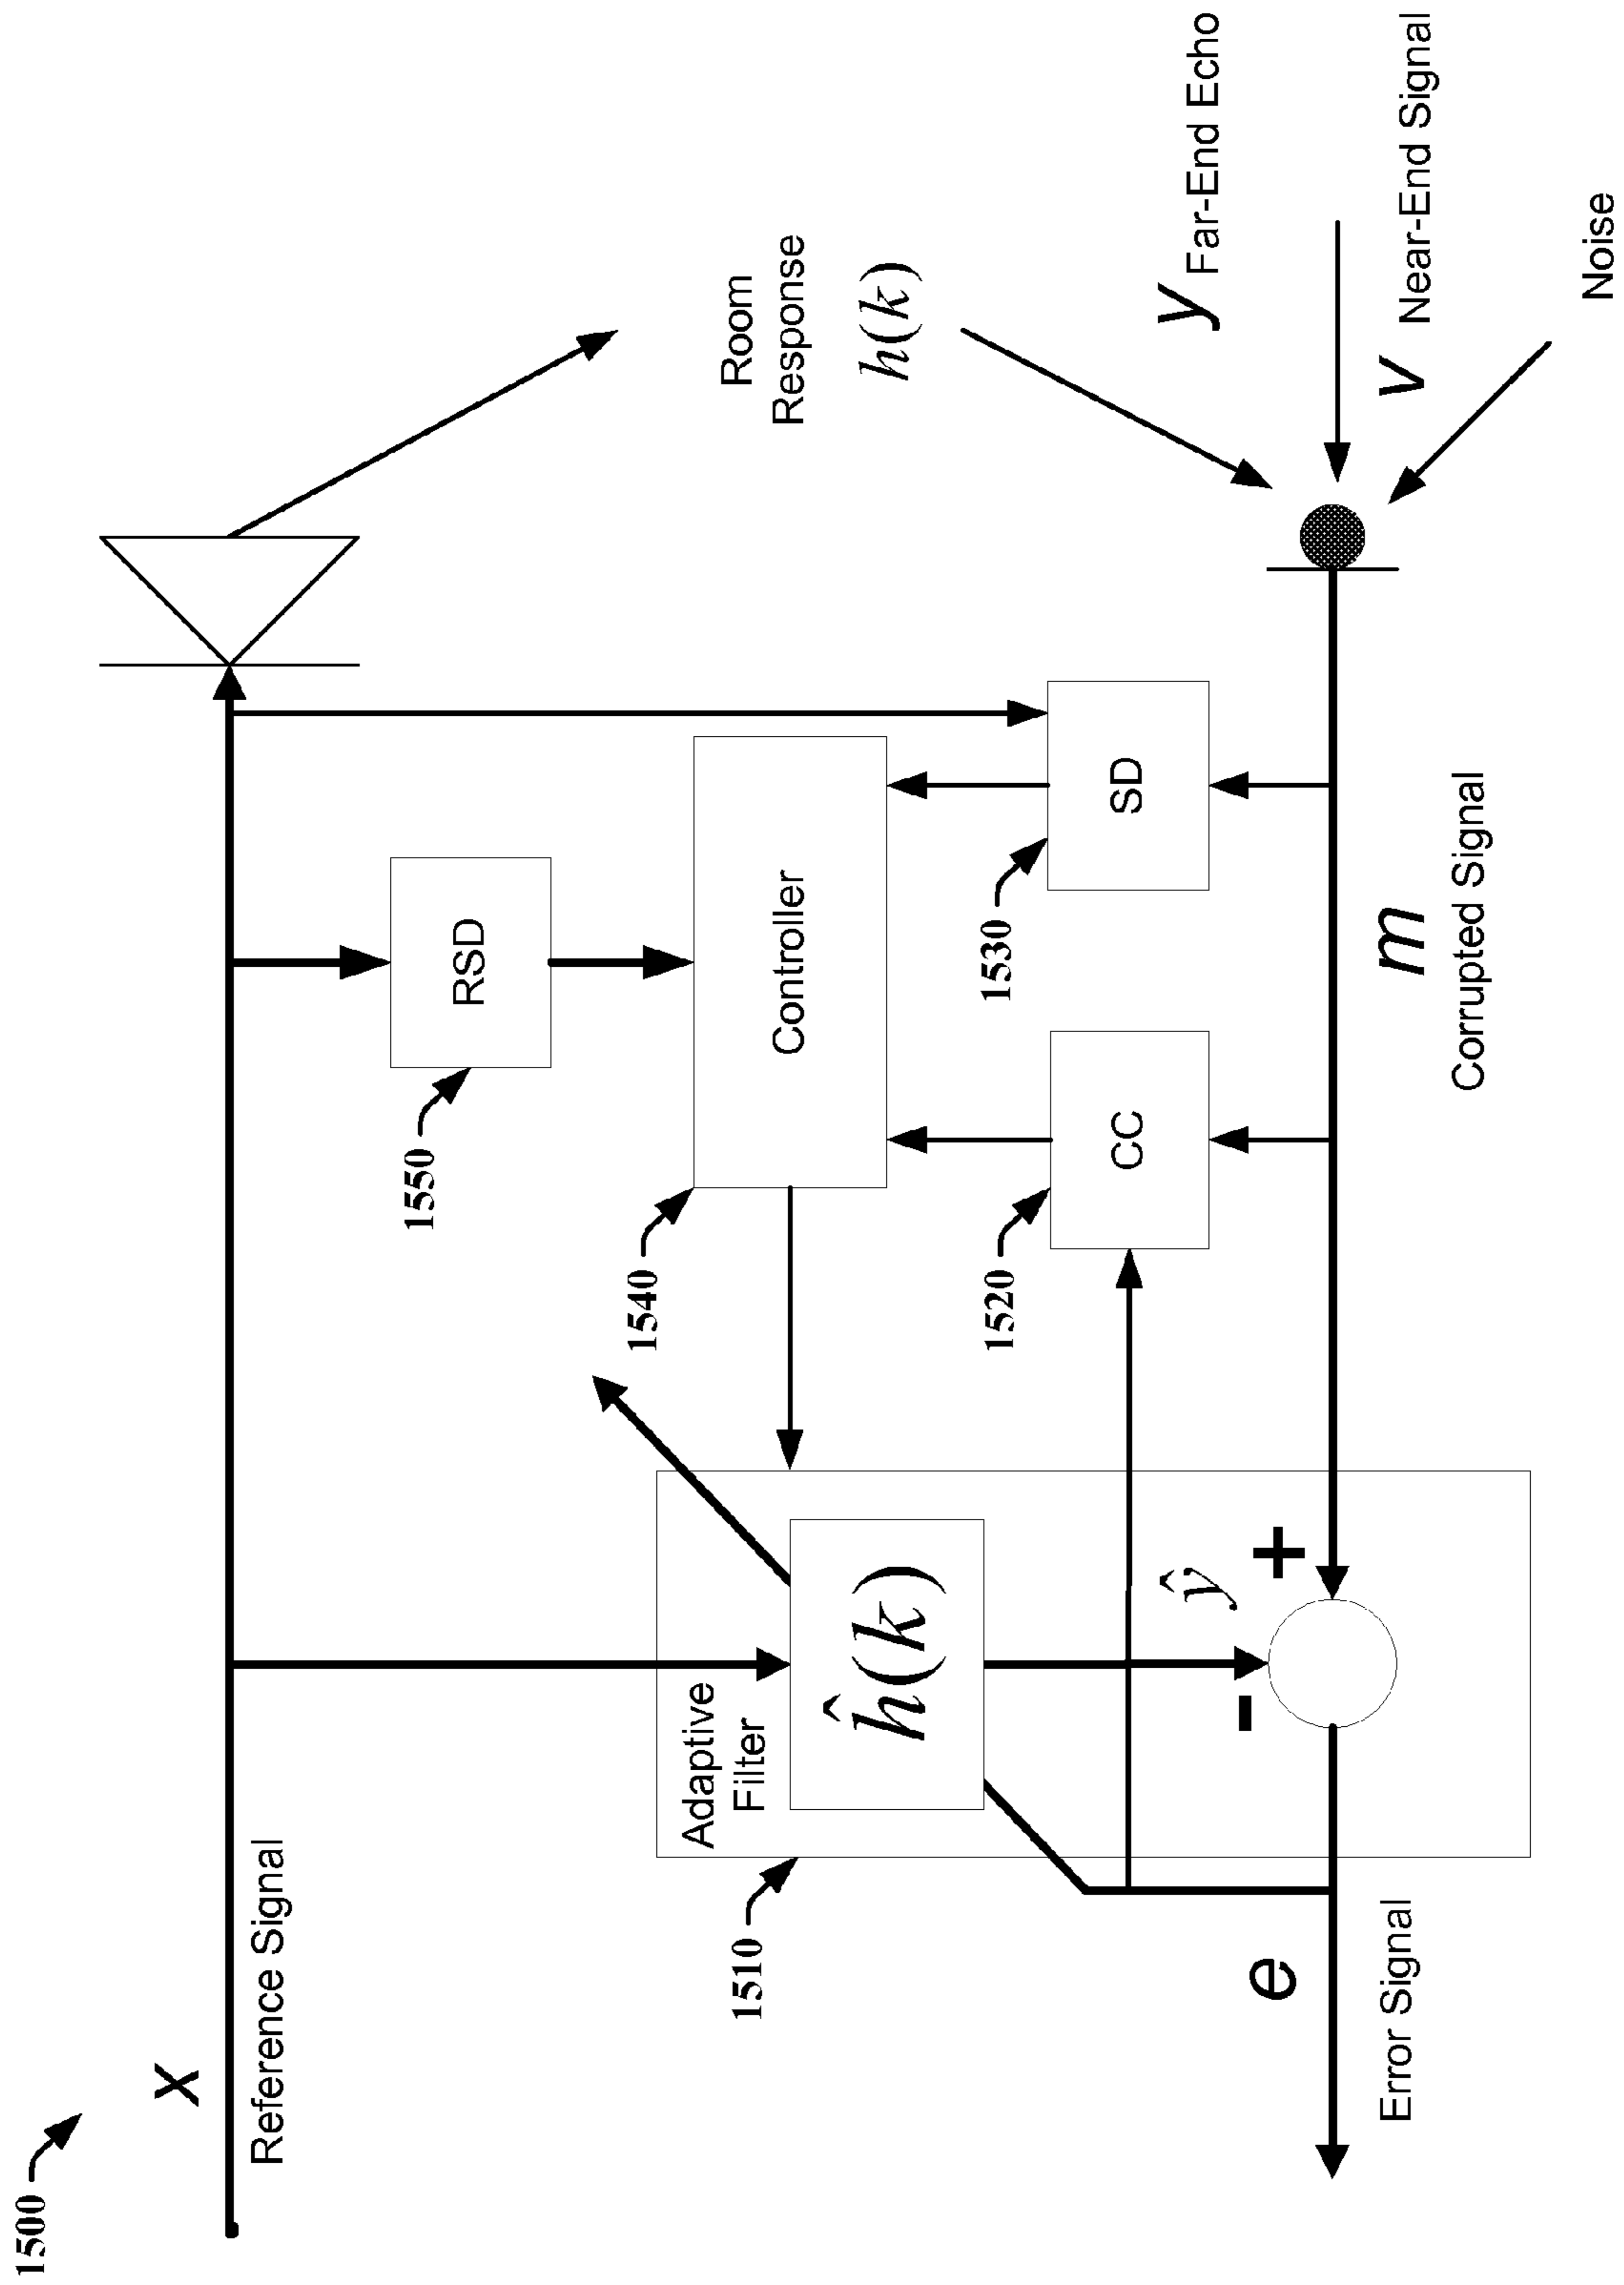 1500
x
Reference Signal
RSD
1550
Room
Response
h(k)
1540
Controller
Adaptive
Filter
ĥ(k)
1510
1520
CC
1530
SD
y
Far-End Echo
ŷ
-
+
e
Error Signal
m
Corrupted Signal
v
Near-End Signal
Noise